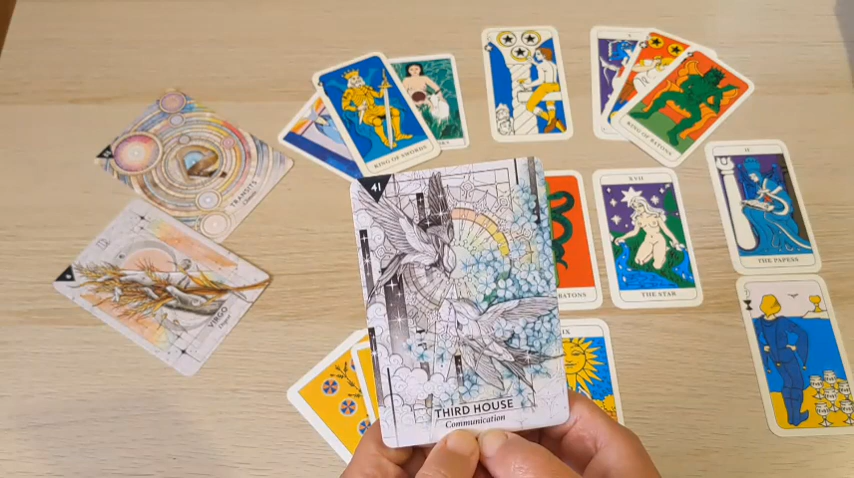 KING OF SWORDS
KING OF BATONS
II
THE PAPESS
XVII
THE STAR
BATONS
41
THIRD HOUSE
Communication
TRANSITS
VIRGO